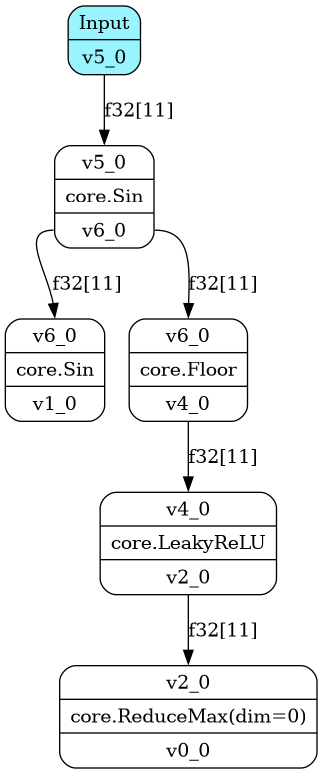 Input
v5_0
f32[11]
v5_0
core.Sin
v6_0
f32[11]
f32[11]
v6_0
core.Sin
v1_0
v6_0
core.Floor
v4_0
f32[11]
v4_0
core.LeakyReLU
v2_0
f32[11]
v2_0
core.ReduceMax(dim=0)
v0_0